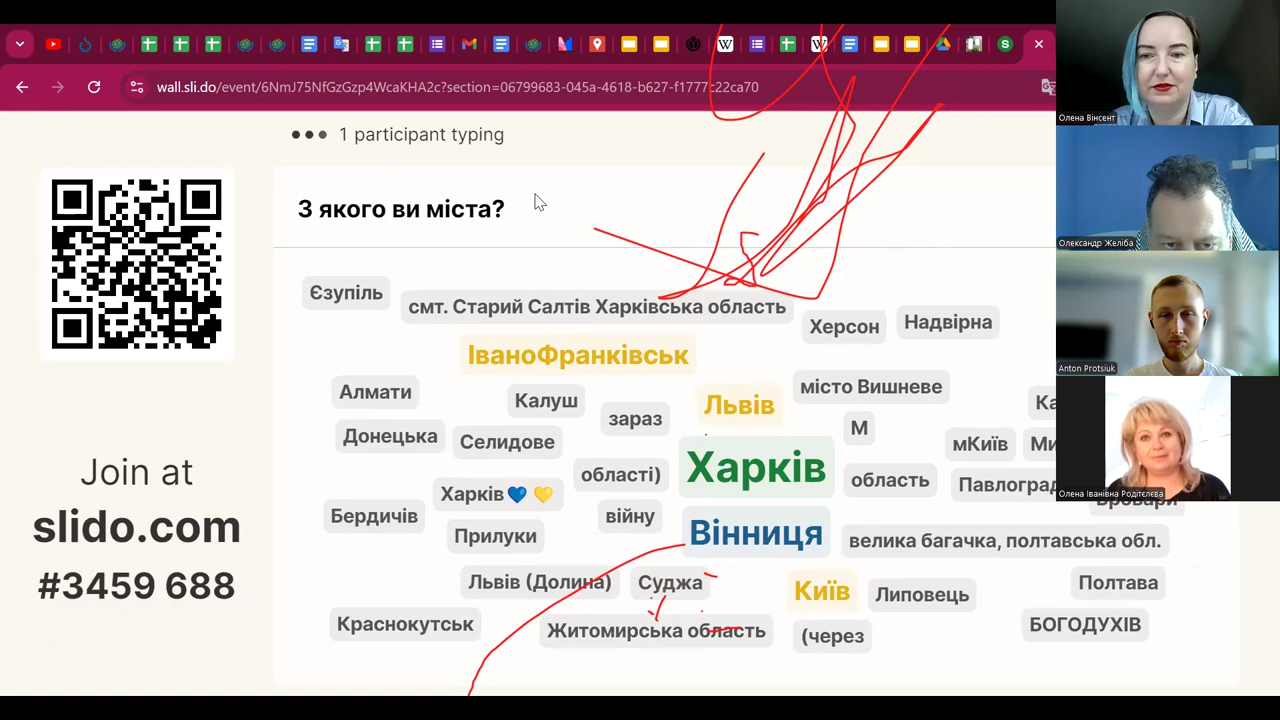 wall.sli.do/event/6NmJ75NfGzGzp4WcaKHA2c?section=06799683-045a-4618-b627-f1777c22ca70
1 participant typing
З якого ви міста?
Єзупіль
смт. Старий Салтів Харківська область
Херсон
Надвірна
ІваноФранківськ
Алмати
Калуш
зараз
Львів
місто Вишневе
Донецька
Селидове
М
мКиїв
області)
Харків
область
Павлоград
Харків💙💛
Бердичів
Прилуки
війну
Вінниця
велика багачка, полтавська обл.
Львів (Долина)
Суджа
Київ
Липовець
Полтава
Краснокутськ
Житомирська область
(через
БОГОДУХІВ
Join at
slido.com
#3459 688
Олена Вінсент
Олександр Желіба
Anton Protsiuk
Олена Іванівна Родітєлєва